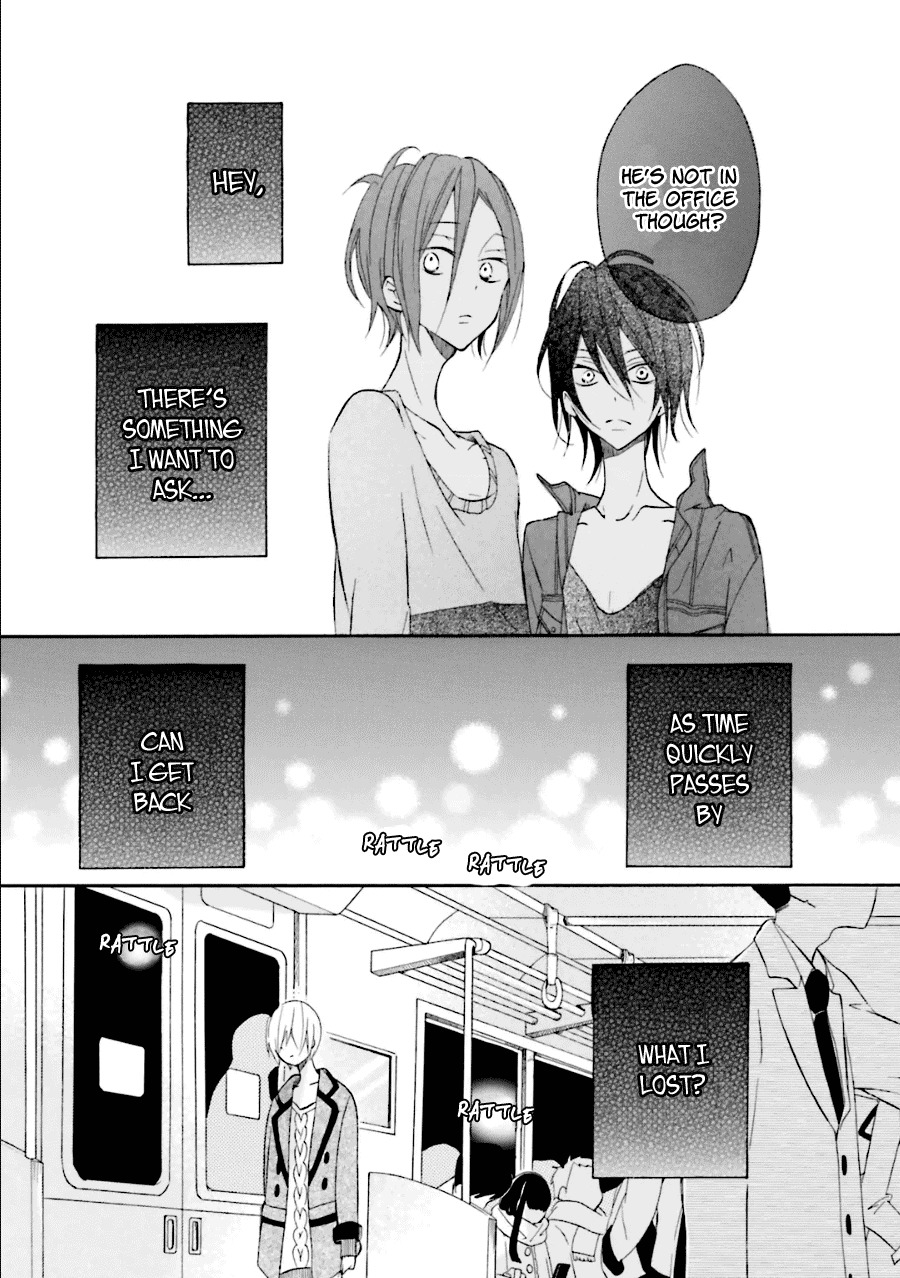 HE'S NOT IN
THE OFFICE
THOUGH?
HEY,
THERE'S
SOMETHING
I WANT TO
ASK...
AS TIME
QUICKLY
PASSES
BY
CAN
I GET
BACK
RATTLE
RATTLE
RATTLE
WHAT I
LOST?
RATTLE